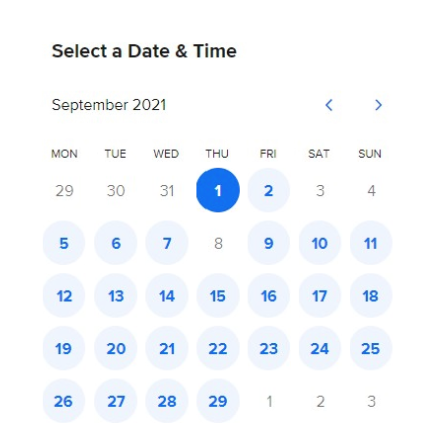 Select a Date & Time
September 2021
MON TUE WED THU FRI SAT SUN
29 30 31 1 2 3 4
5 6 7 8 9 10 11
12 13 14 15 16 17 18
19 20 21 22 23 24 25
26 27 28 29 1 2 3